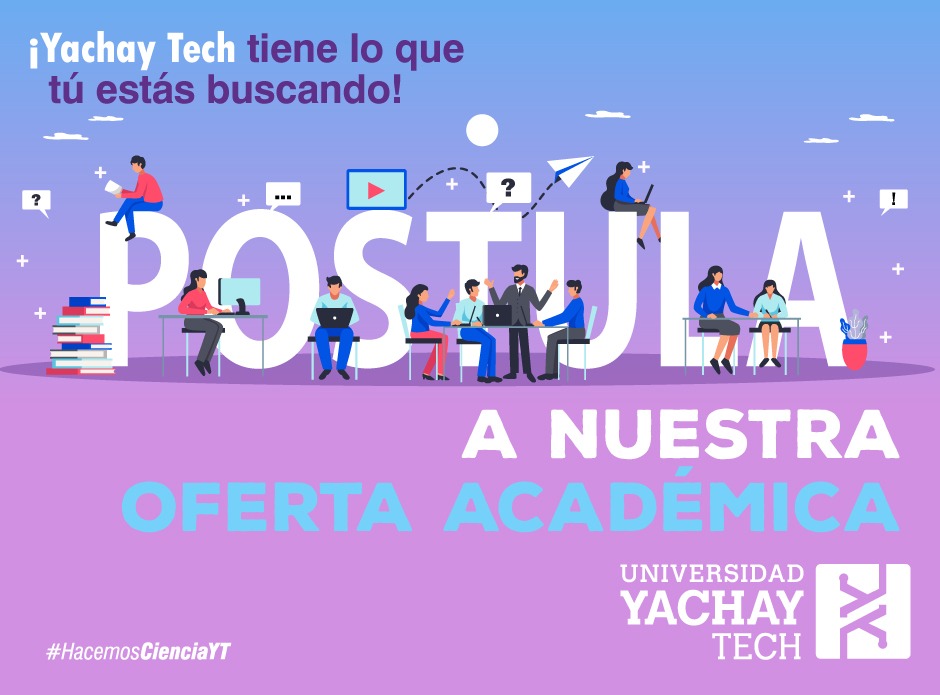 ¡Yachay Tech tiene lo que
tú estás buscando!
?
...
?
!
POSTULA
A NUESTRA
OFERTA ACADÉMICA
UNIVERSIDAD
YACHAY
TECH
#HacemosCienciaYT